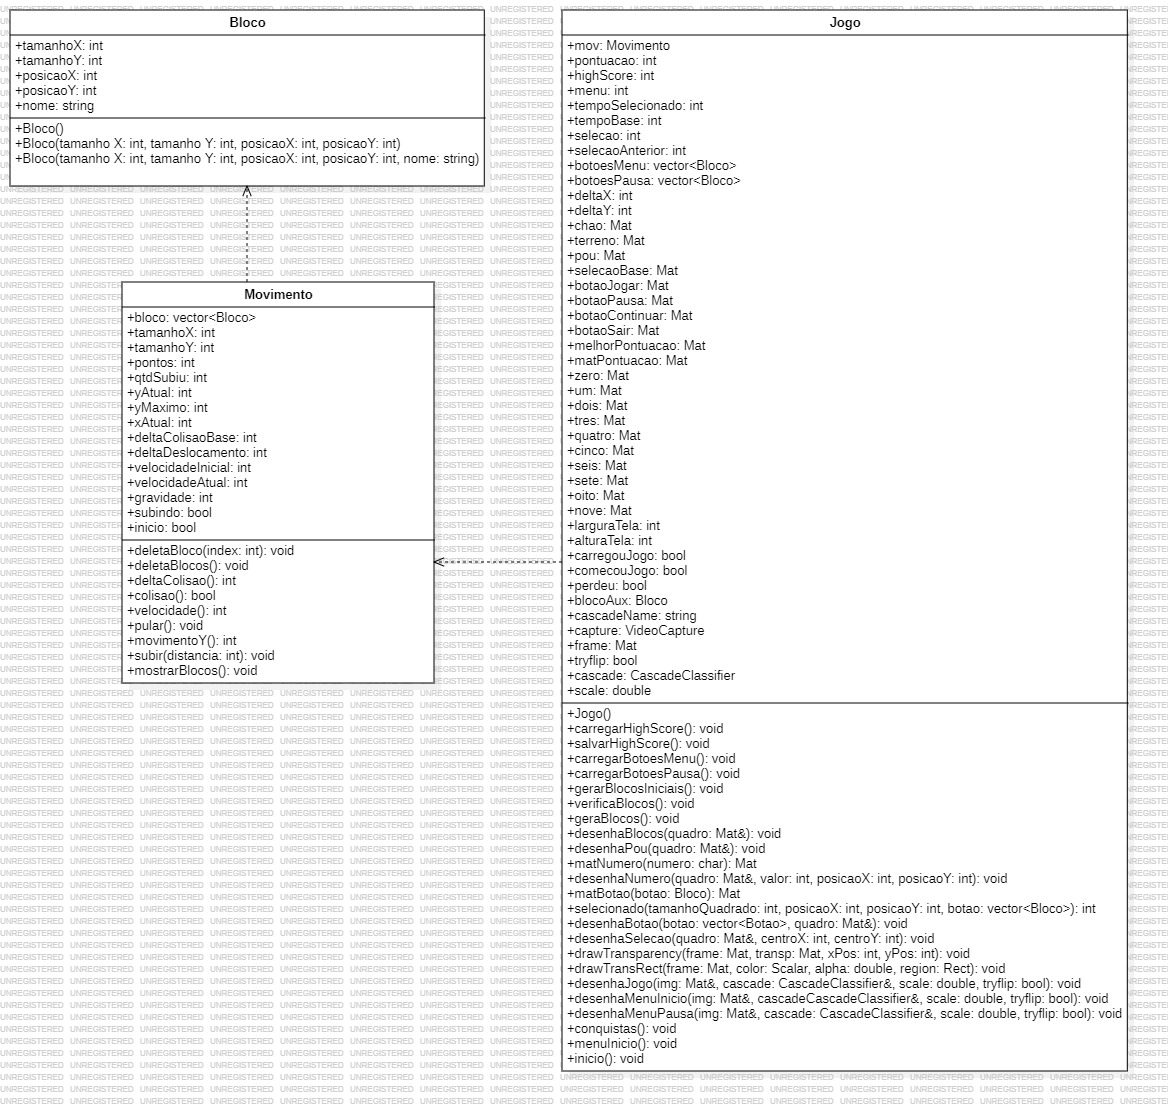 Bloco
+tamanhoX: int
+tamanhoY: int
+posicaoX: int
+posicaoY: int
+nome: string
+Bloco()
+Bloco(tamanho X: int, tamanho Y: int, posicaoX: int, posicaoY: int)
+Bloco(tamanho X: int, tamanho Y: int, posicaoX: int, posicaoY: int, nome: string)
Movimento
+bloco: vector<Bloco>
+tamanhoX: int
+tamanhoY: int
+pontos: int
+qtdSubiu: int
+yAtual: int
+yMaximo: int
+xAtual: int
+deltaColisaoBase: int
+deltaDeslocamento: int
+velocidadeInicial: int
+velocidadeAtual: int
+gravidade: int
+subindo: bool
+inicio: bool
+deletaBloco(index: int): void
+deletaBlocos(): void
+deltaColisao(): int
+colisao(): bool
+velocidade(): int
+pular(): void
+movimentoY(): int
+subir(distancia: int): void
+mostrarBlocos(): void
Jogo
+mov: Movimento
+pontuacao: int
+highScore: int
+menu: int
+tempoSelecionado: int
+tempoBase: int
+selecao: int
+selecaoAnterior: int
+botoesMenu: vector<Bloco>
+botoesPausa: vector<Bloco>
+deltaX: int
+deltaY: int
+chao: Mat
+terreno: Mat
+pou: Mat
+selecaoBase: Mat
+botaoJogar: Mat
+botaoPausa: Mat
+botaoContinuar: Mat
+botaoSair: Mat
+melhorPontuacao: Mat
+matPontuacao: Mat
+zero: Mat
+um: Mat
+dois: Mat
+tres: Mat
+quatro: Mat
+cinco: Mat
+seis: Mat
+sete: Mat
+oito: Mat
+nove: Mat
+larguraTela: int
+alturaTela: int
+carregouJogo: bool
+comecouJogo: bool
+perdeu: bool
+blocoAux: Bloco
+cascadeName: string
+capture: VideoCapture
+frame: Mat
+tryflip: bool
+cascade: CascadeClassifier
+scale: double
+Jogo()
+carregarHighScore(): void
+salvarHighScore(): void
+carregarBotoesMenu(): void
+carregarBotoesPausa(): void
+gerarBlocosIniciais(): void
+verificaBlocos(): void
+geraBlocos(): void
+desenhaBlocos(quadro: Mat&): void
+desenhaPou(quadro: Mat&): void
+matNumero(numero: char): Mat
+desenhaNumero(quadro: Mat&, valor: int, posicaoX: int, posicaoY: int): void
+matBotao(botao: Bloco): Mat
+selecionado(tamanhoQuadrado: int, posicaoX: int, posicaoY: int, botao: vector<Bloco>): int
+desenhaBotao(botao: vector<Botao>, quadro: Mat&): void
+desenhaSelecao(quadro: Mat&, centroX: int, centroY: int): void
+drawTransparency(frame: Mat, transp: Mat, xPos: int, yPos: int): void
+drawTransRect(frame: Mat, color: Scalar, alpha: double, region: Rect): void
+desenhaJogo(img: Mat&, cascade: CascadeClassifier&, scale: double, tryflip: bool): void
+desenhaMenuInicio(img: Mat&, cascadeCascadeClassifier&, scale: double, tryflip: bool): void
+desenhaMenuPausa(img: Mat&, cascade: CascadeClassifier&, scale: double, tryflip: bool): void
+conquistas(): void
+menuInicio(): void
+inicio(): void
UNREGISTERED